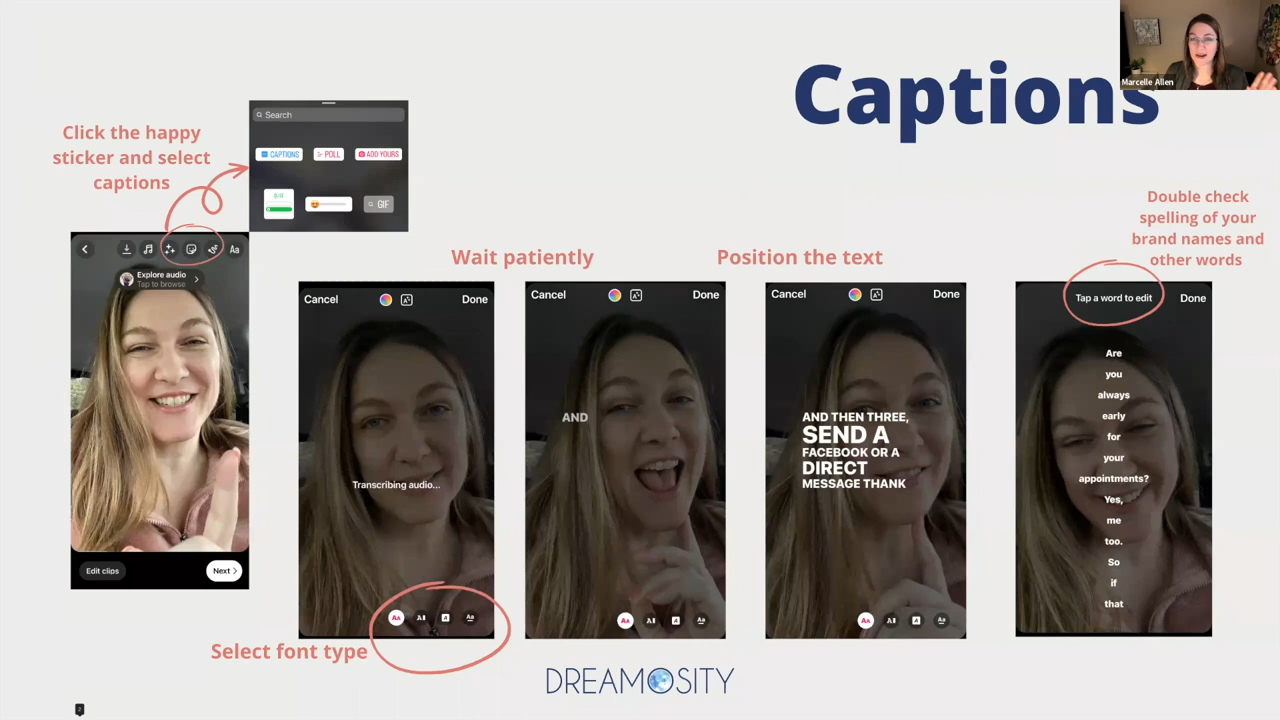 Captions
Marcelle Allen
Click the happy
sticker and select
captions
Search
CAPTIONS
POLL
ADD YOURS
GIF
Aa
Explore audio
Tap to browse
Edit clips
Next
Wait patiently
Position the text
Double check
spelling of your
brand names and
other words
Cancel
Done
Transcribing audio...
Select font type
Cancel
Done
AND
Cancel
Done
AND THEN THREE,
SEND A
FACEBOOK OR A
DIRECT
MESSAGE THANK
Tap a word to edit
Done
Are
you
always
early
for
your
appointments?
Yes,
me
too.
So
if
that
DREAMOSITY
2